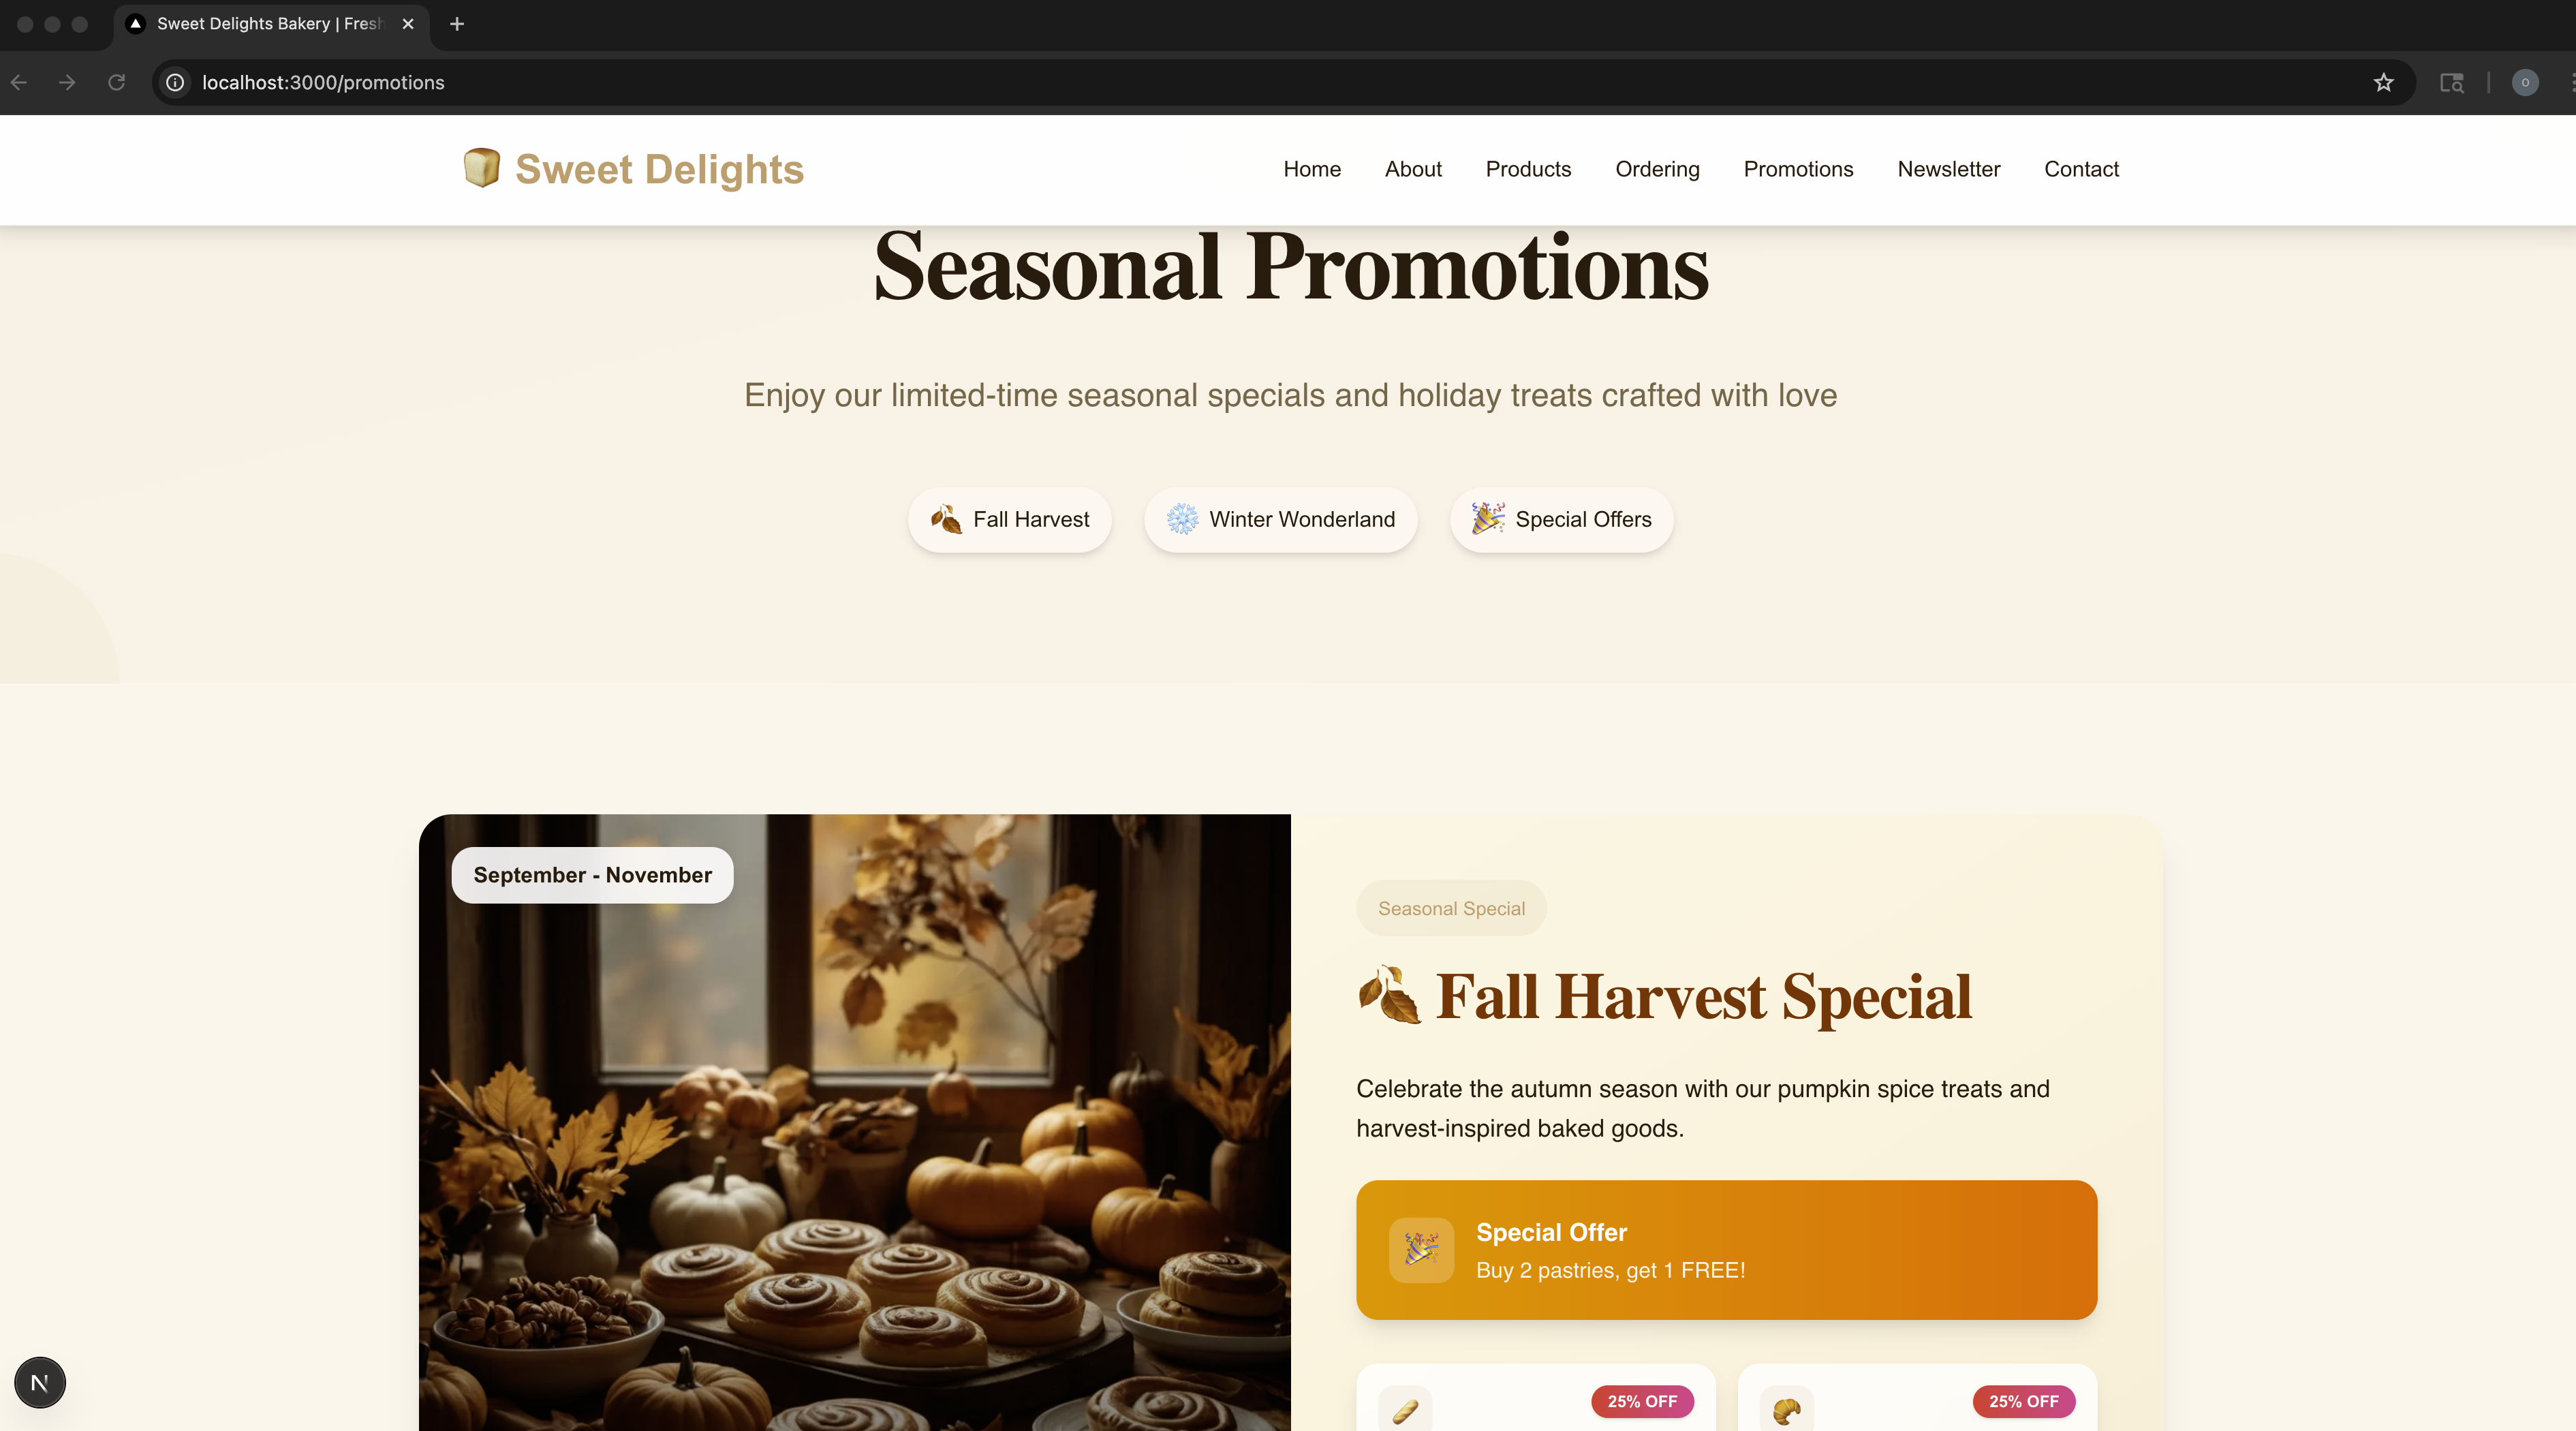 Sweet Delights Bakery | Fresh
localhost:3000/promotions
o
Sweet Delights
Home About Products Ordering Promotions Newsletter Contact
Seasonal Promotions
Enjoy our limited-time seasonal specials and holiday treats crafted with love
Fall Harvest Winter Wonderland Special Offers
September - November
Seasonal Special
Fall Harvest Special
Celebrate the autumn season with our pumpkin spice treats and
harvest-inspired baked goods.
Special Offer
Buy 2 pastries, get 1 FREE!
25% OFF 25% OFF
N